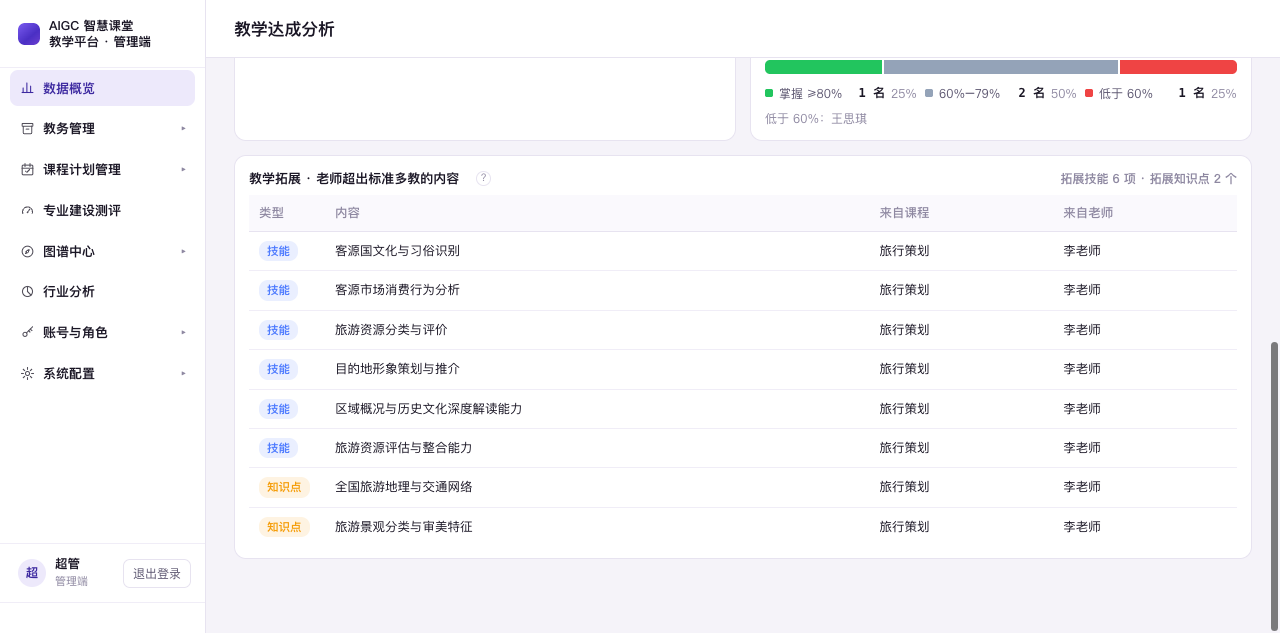 AIGC 智慧课堂
教学平台 · 管理端
数据概览
教务管理
课程计划管理
专业建设测评
图谱中心
行业分析
账号与角色
系统配置
超
超管
管理端
退出登录
教学达成分析
掌握 ≥80% 1 名 25% 60%—79% 2 名 50% 低于 60% 1 名 25%
低于 60%：王思琪
教学拓展 · 老师超出标准多教的内容 ? 拓展技能 6 项 · 拓展知识点 2 个
类型 内容 来自课程 来自老师
技能 客源国文化与习俗识别 旅行策划 李老师
技能 客源市场消费行为分析 旅行策划 李老师
技能 旅游资源分类与评价 旅行策划 李老师
技能 目的地形象策划与推介 旅行策划 李老师
技能 区域概况与历史文化深度解读能力 旅行策划 李老师
技能 旅游资源评估与整合能力 旅行策划 李老师
知识点 全国旅游地理与交通网络 旅行策划 李老师
知识点 旅游景观分类与审美特征 旅行策划 李老师